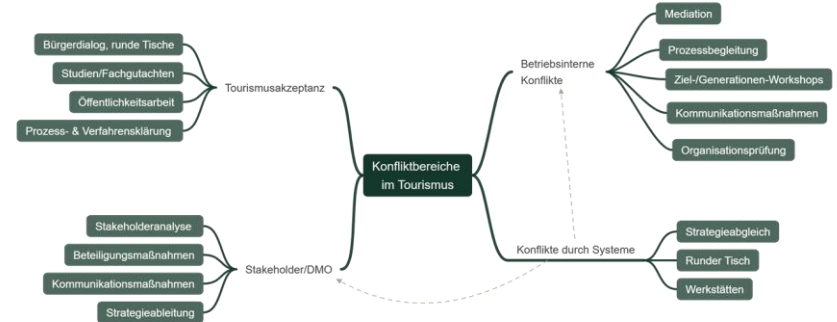 Bürgerdialog, runde Tische
Studien/Fachgutachten
Öffentlichkeitsarbeit
Prozess- & Verfahrensklärung
Tourismusakzeptanz
Stakeholderanalyse
Beteiligungsmaßnahmen
Kommunikationsmaßnahmen
Strategieableitung
Stakeholder/DMO
Konfliktbereiche
im Tourismus
Betriebsinterne
Konflikte
Mediation
Prozessbegleitung
Ziel-/Generationen-Workshops
Kommunikationsmaßnahmen
Organisationsprüfung
Konflikte durch Systeme
Strategieabgleich
Runder Tisch
Werkstätten